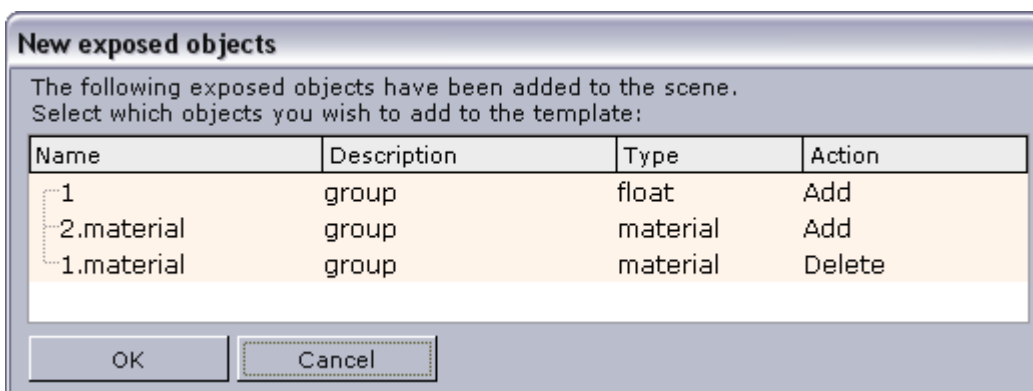 New exposed objects
The following exposed objects have been added to the scene.
Select which objects you wish to add to the template:
Name Description Type Action
1 group float Add
2.material group material Add
1.material group material Delete
OK Cancel